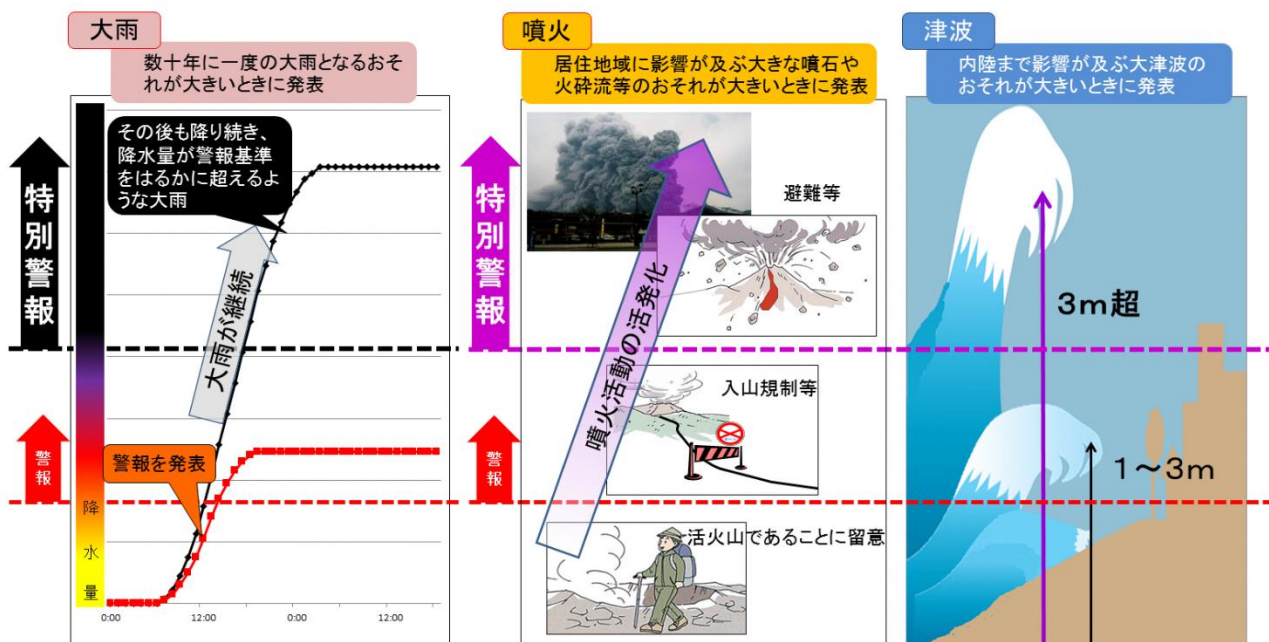 大雨
数十年に一度の大雨となるおそ
れが大きいときに発表
特別警報
警報
その後も降り続き、
降水量が警報基準
をはるかに超えるよ
うな大雨
大雨が継続
警報を発表
降水量
0:00
12:00
0:00
12:00
噴火
居住地域に影響が及ぶ大きな噴石や
火砕流等のおそれが大きいときに発表
特別警報
警報
噴火活動の活発化
避難等
入山規制等
活火山であることに留意
津波
内陸まで影響が及ぶ大津波の
おそれが大きいときに発表
3m超
1～3m